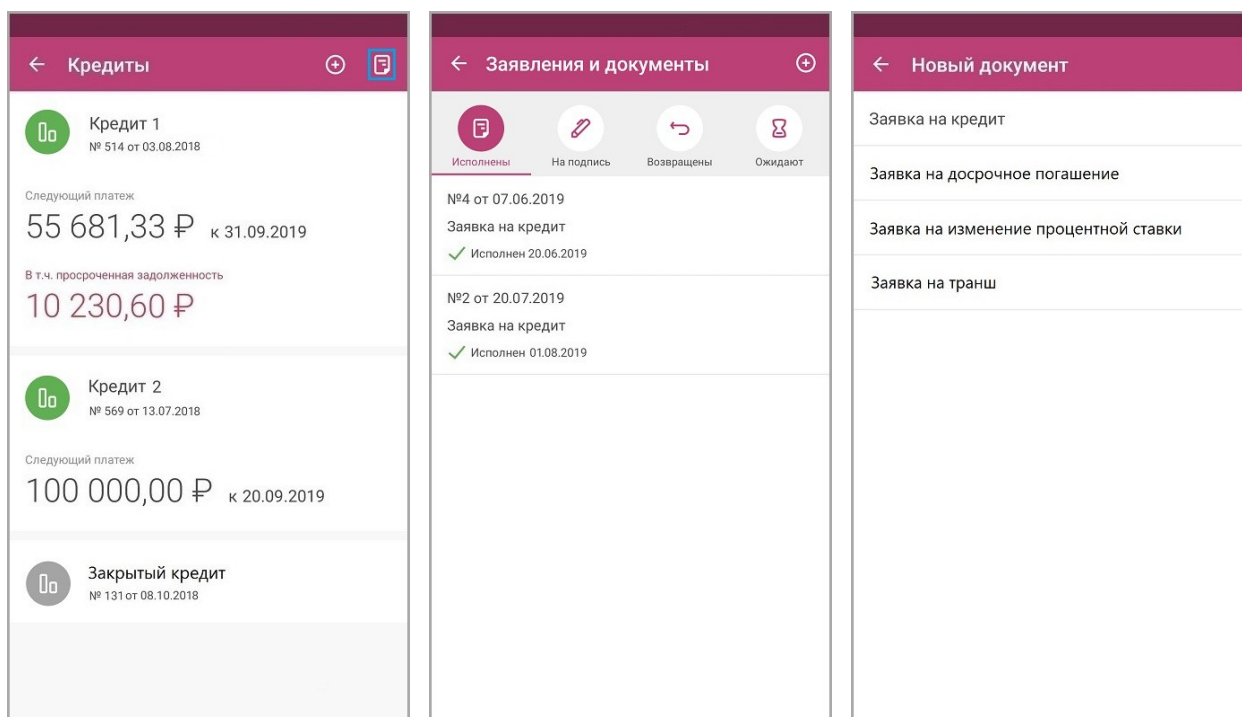 Кредиты
Кредит 1
№ 514 от 03.08.2018
Следующий платеж
55 681,33 ₽ к 31.09.2019
В т.ч. просроченная задолженность
10 230,60 ₽
Кредит 2
№ 569 от 13.07.2018
Следующий платеж
100 000,00 ₽ к 20.09.2019
Закрытый кредит
№ 131 от 08.10.2018
Заявления и документы
Исполнены На подпись Возвращены Ожидают
№4 от 07.06.2019
Заявка на кредит
Исполнен 20.06.2019
№2 от 20.07.2019
Заявка на кредит
Исполнен 01.08.2019
Новый документ
Заявка на кредит
Заявка на досрочное погашение
Заявка на изменение процентной ставки
Заявка на транш